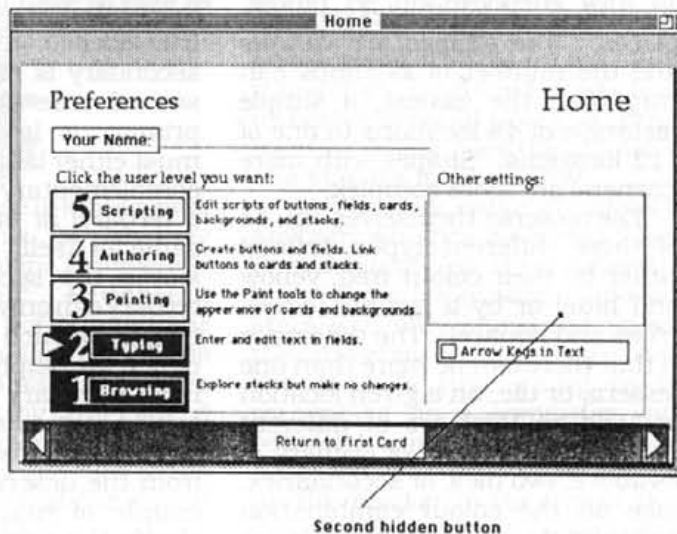 Home
Preferences
Home
Your Name:
Click the user level you want:
Other settings:
5 Scripting
Edit scripts of buttons, fields, cards,
backgrounds, and stacks.
4 Authoring
Create buttons and fields. Link
buttons to cards and stacks.
3 Painting
Use the Paint tools to change the
appearance of cards and backgrounds.
2 Typing
Enter and edit text in fields.
Arrow Keys in Text
1 Browsing
Explore stacks but make no changes.
Return to First Card
Second hidden button